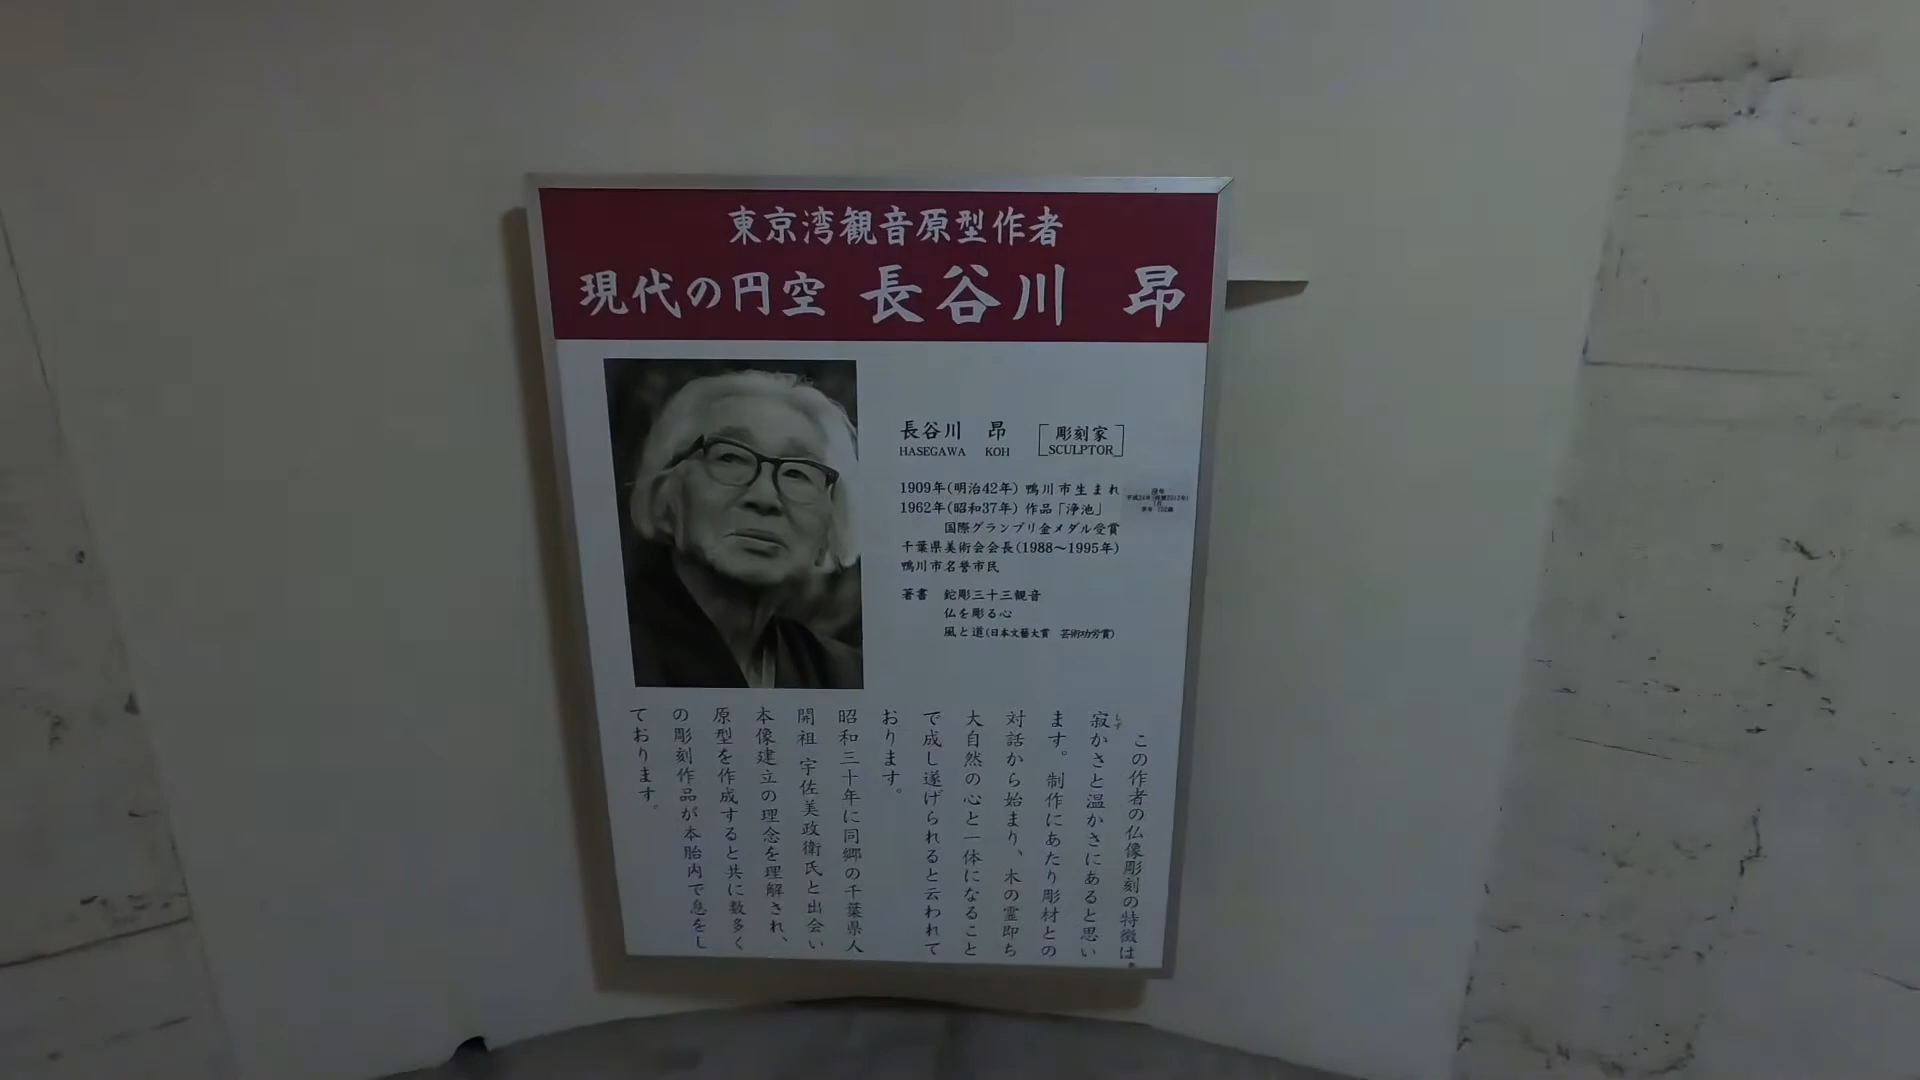 東京湾観音原型作者
現代の円空 長谷川 昂
長谷川 昂 [彫刻家]
HASEGAWA KOH [SCULPTOR]
1909年(明治42年) 鴨川市生まれ
1962年(昭和37年) 作品「浄池」
国際グランプリ金メダル受賞
千葉県美術会会長(1988～1995年)
鴨川市名誉市民
著書 鉈彫三十三観音
仏を彫る心
風と道(日本文藝大賞 芸術功労賞)
この作者の仏像彫刻の特徴は、
寂かさと温かさにあると思い
しず
ます。制作にあたり彫材との
対話から始まり、木の霊即ち
大自然の心と一体になること
で成し遂げられると云われて
おります。
昭和三十年に同郷の千葉県人
開祖 宇佐美政衛氏と出会い
本像建立の理念を理解され、
原型を作成すると共に数多く
の彫刻作品が本胎内で息をし
ております。